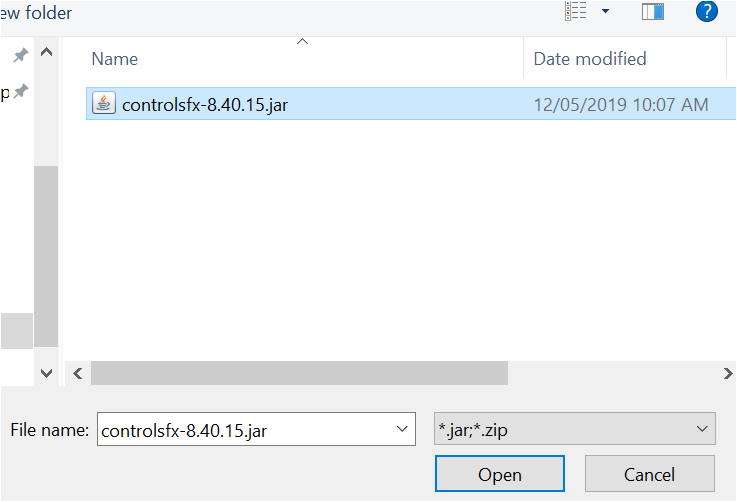 ew folder
?
Name Date modified
p
controlsfx-8.40.15.jar 12/05/2019 10:07 AM
File name: controlsfx-8.40.15.jar *.jar;*.zip
Open Cancel